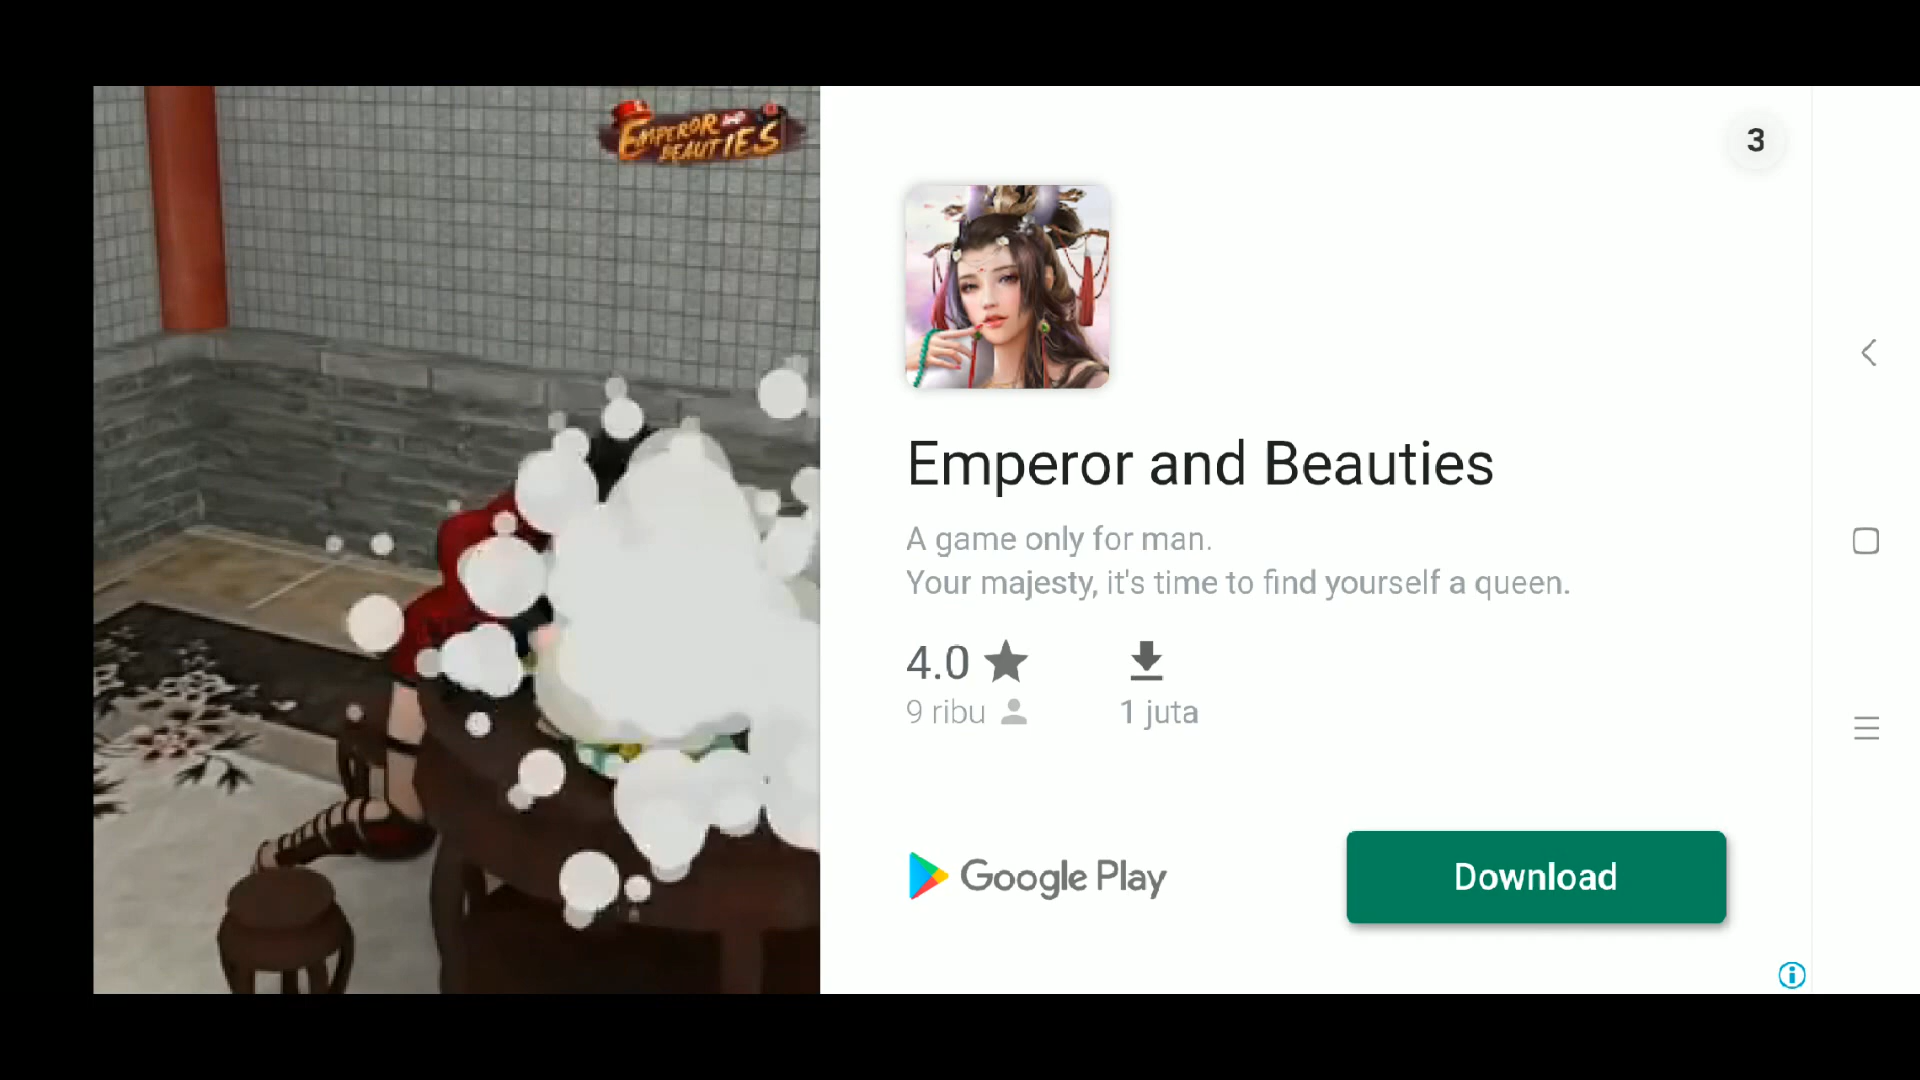 EMPEROR AND
BEAUTIES
3
Emperor and Beauties
A game only for man.
Your majesty, it's time to find yourself a queen.
4.0
9 ribu
1 juta
Google Play
Download